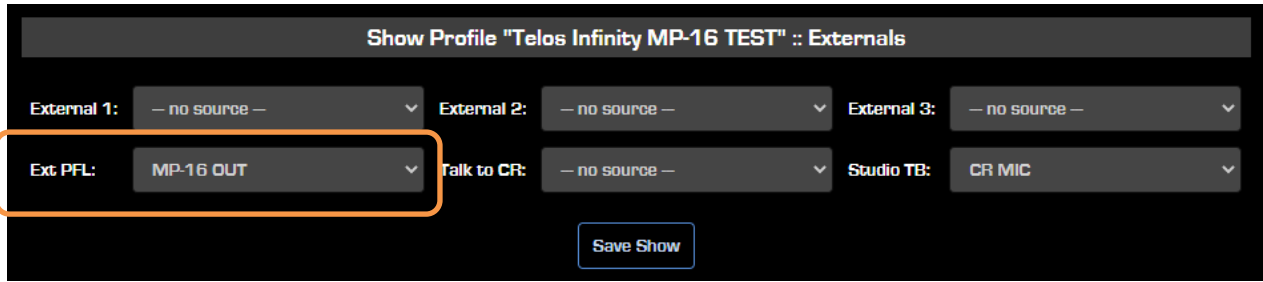 Show Profile "Telos Infinity MP-16 TEST" :: Externals
External 1: — no source — External 2: — no source — External 3: — no source —
Ext PFL: MP-16 OUT Talk to CR: — no source — Studio TB: CR MIC
Save Show